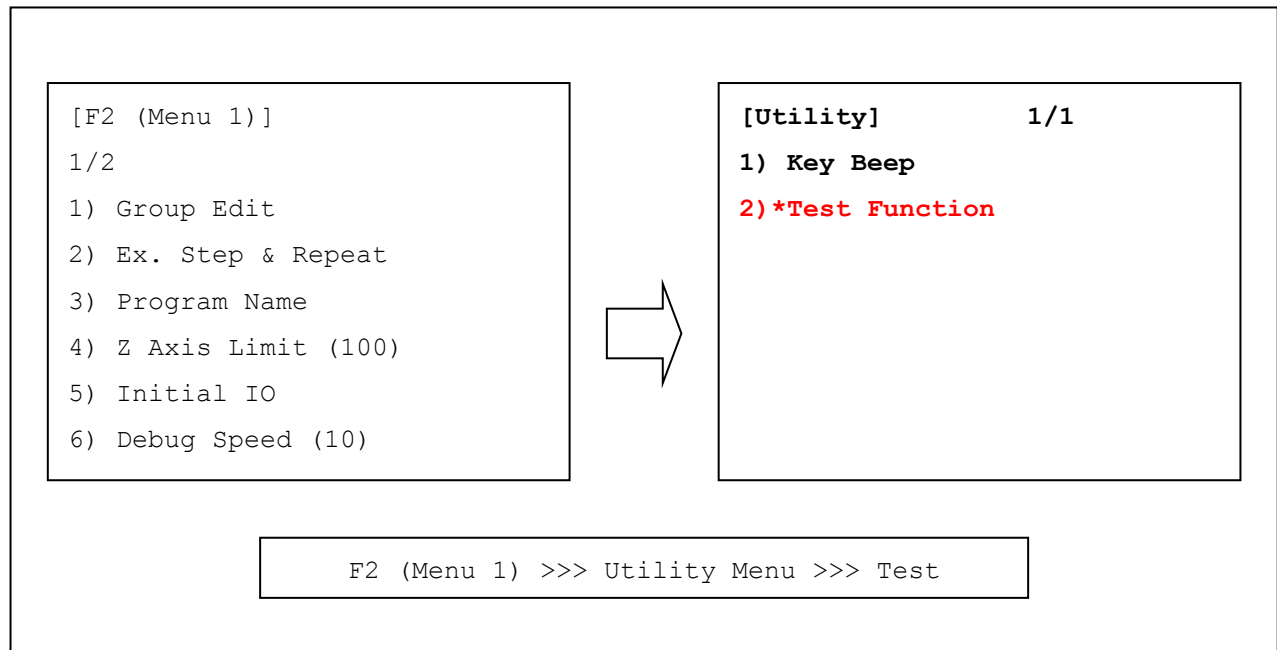 [F2 (Menu 1)]
1/2
1) Group Edit
2) Ex. Step & Repeat
3) Program Name
4) Z Axis Limit (100)
5) Initial IO
6) Debug Speed (10)
[Utility] 1/1
1) Key Beep
2)*Test Function
F2 (Menu 1) >>> Utility Menu >>> Test